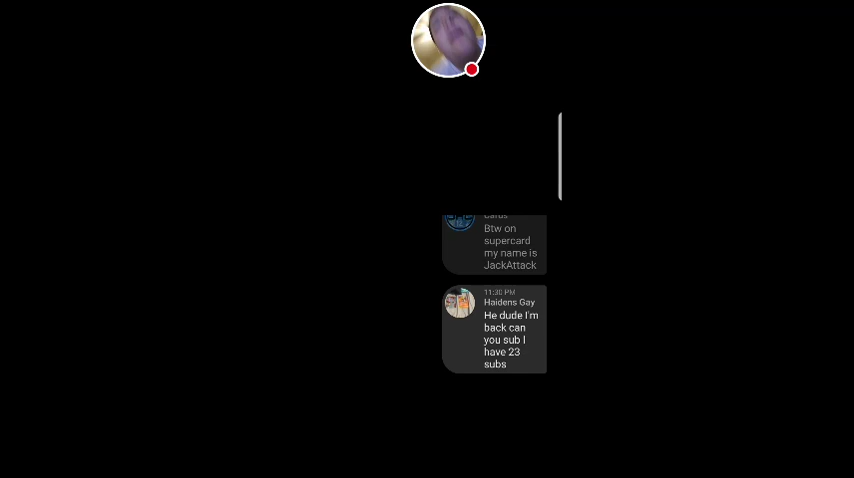 Cards
Btw on
supercard
my name is
JackAttack
11:30 PM
Haidens Gay
He dude I'm
back can
you sub I
have 23
subs